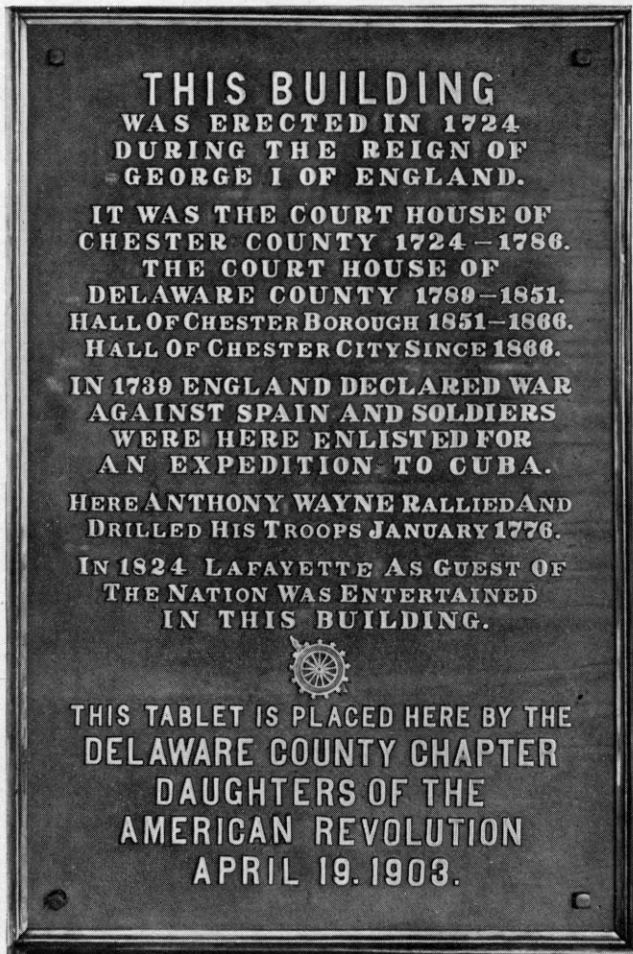 THIS BUILDING
WAS ERECTED IN 1724
DURING THE REIGN OF
GEORGE I OF ENGLAND.
IT WAS THE COURT HOUSE OF
CHESTER COUNTY 1724–1786.
THE COURT HOUSE OF
DELAWARE COUNTY 1789–1851.
HALL OF CHESTER BOROUGH 1851–1866.
HALL OF CHESTER CITY SINCE 1866.
IN 1739 ENGLAND DECLARED WAR
AGAINST SPAIN AND SOLDIERS
WERE HERE ENLISTED FOR
AN EXPEDITION TO CUBA.
HERE ANTHONY WAYNE RALLIED AND
DRILLED HIS TROOPS JANUARY 1776.
IN 1824 LAFAYETTE AS GUEST OF
THE NATION WAS ENTERTAINED
IN THIS BUILDING.
THIS TABLET IS PLACED HERE BY THE
DELAWARE COUNTY CHAPTER
DAUGHTERS OF THE
AMERICAN REVOLUTION
APRIL 19. 1903.